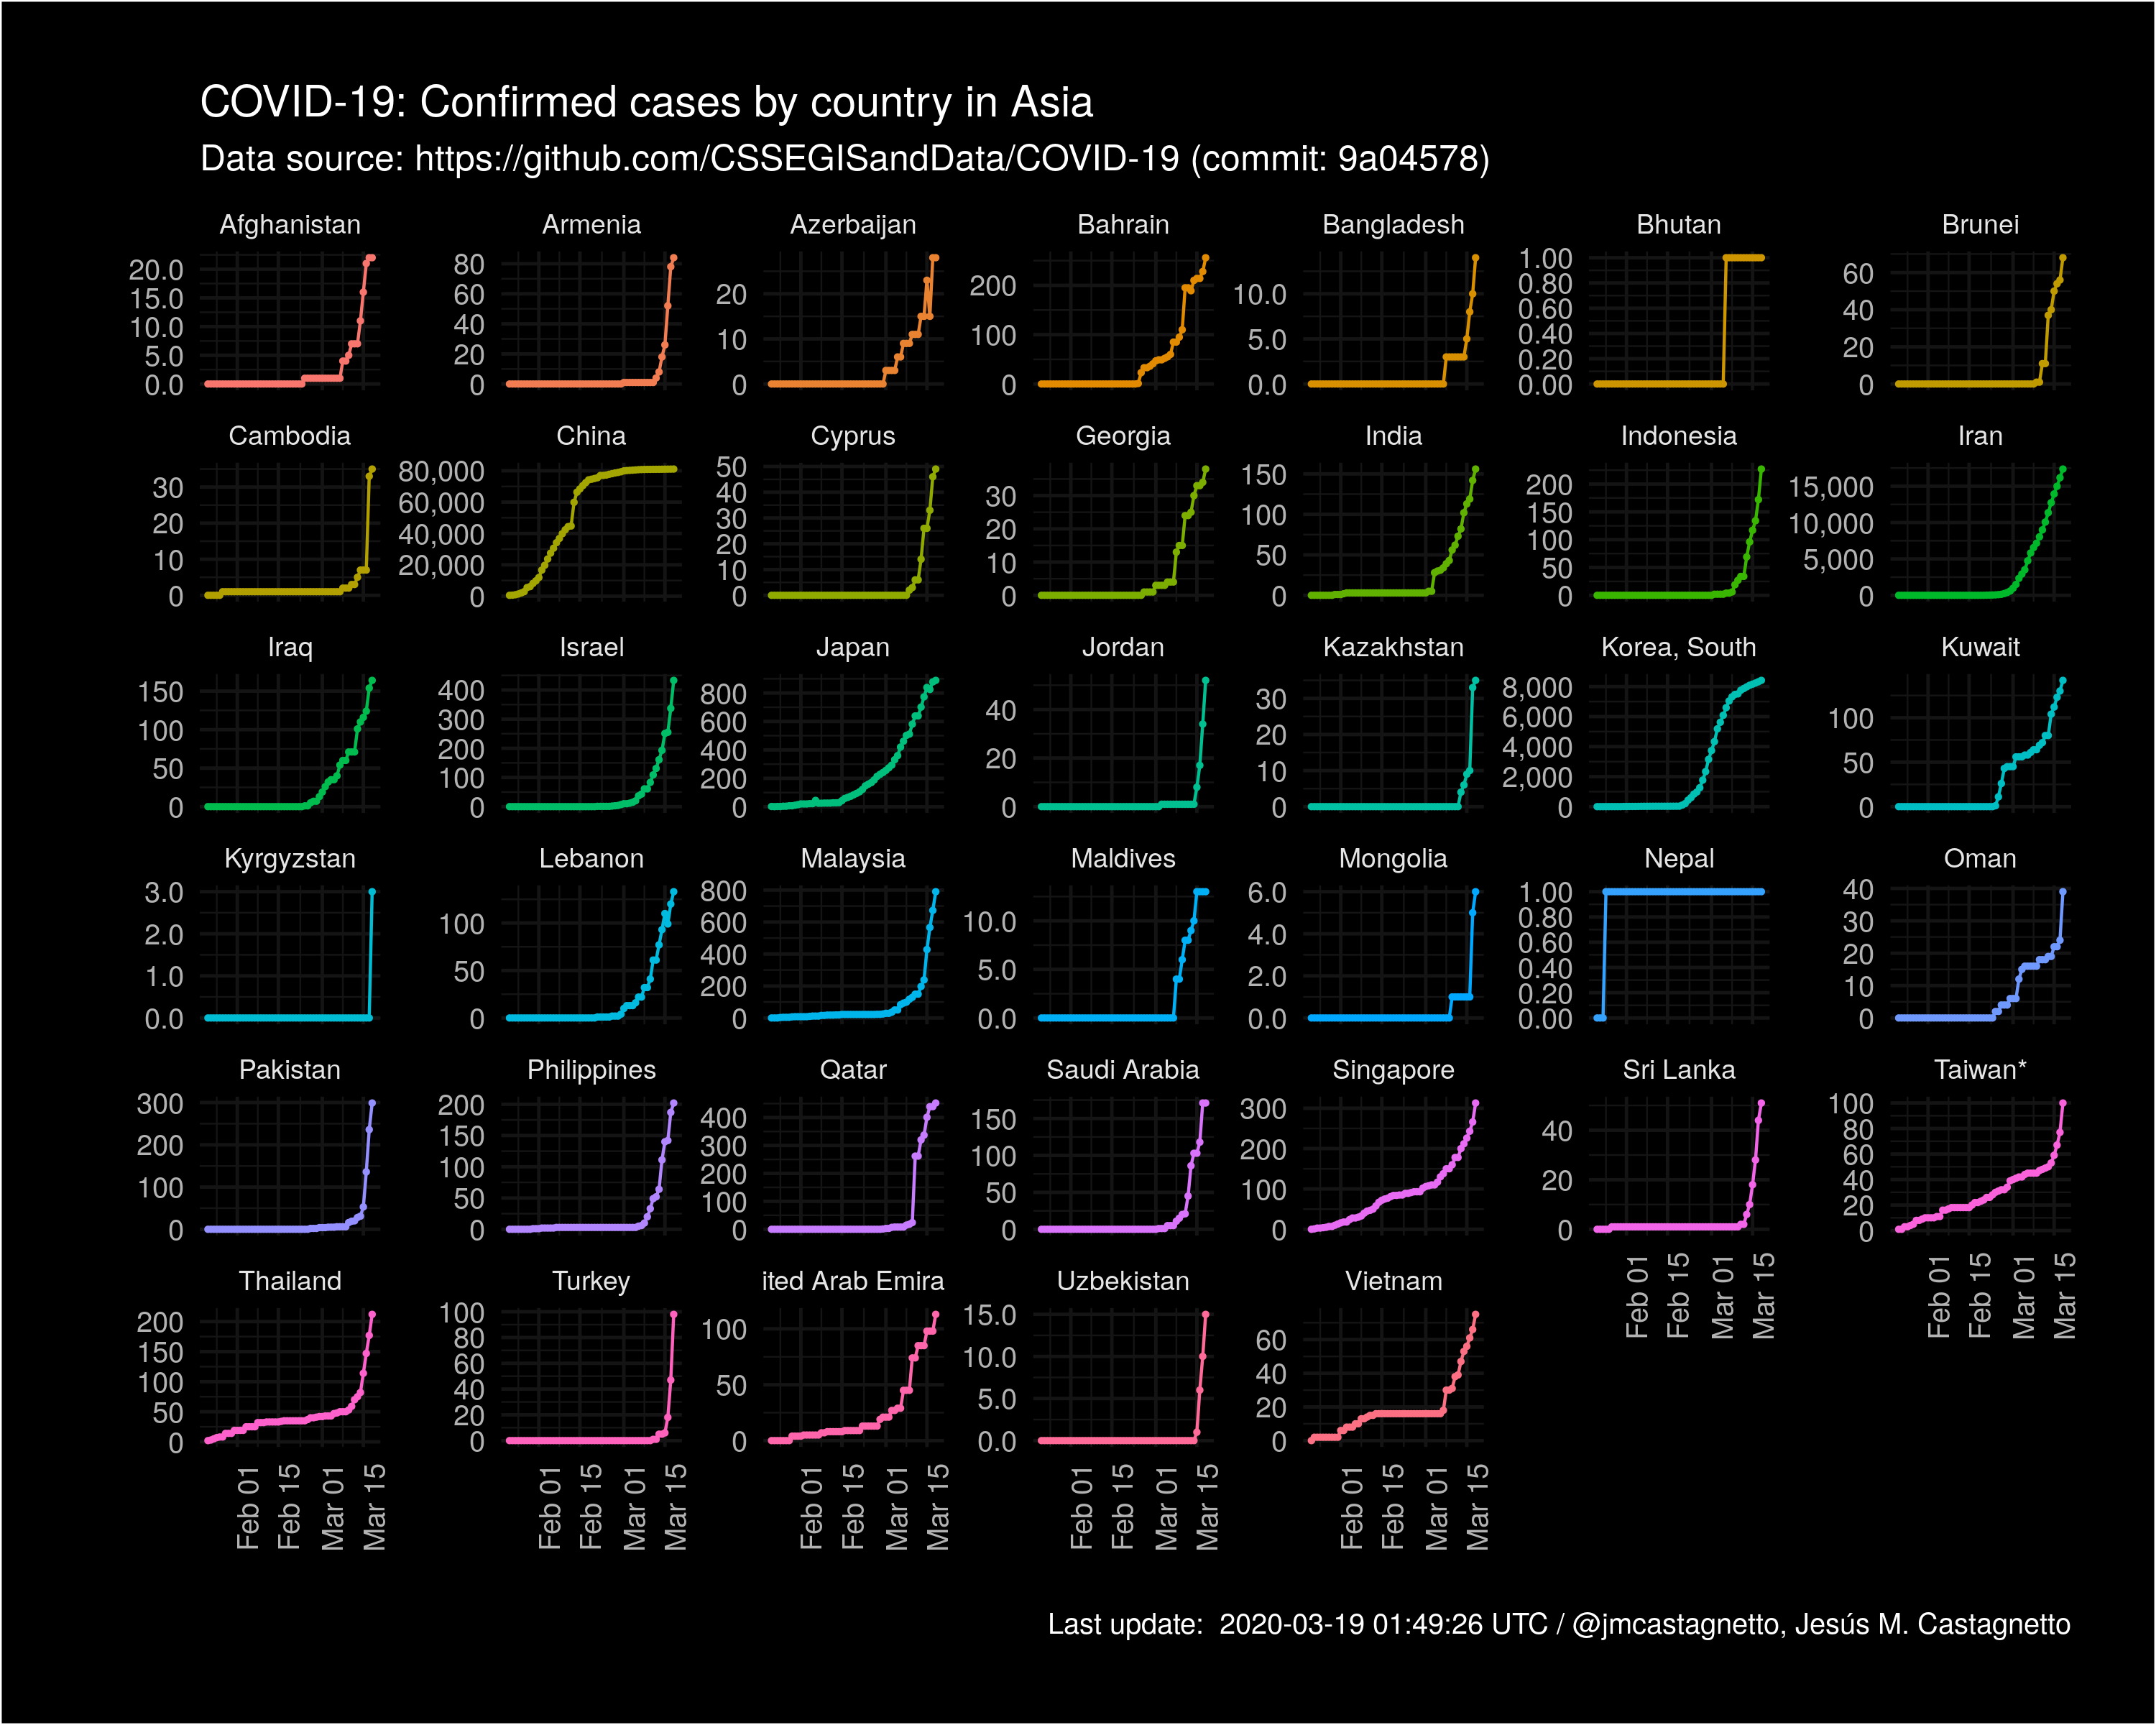 COVID-19: Confirmed cases by country in Asia
Data source: https://github.com/CSSEGISandData/COVID-19 (commit: 9a04578)
Afghanistan
20.0
15.0
10.0
5.0
0.0
Armenia
80
60
40
20
0
Azerbaijan
20
10
0
Bahrain
200
100
0
Bangladesh
10.0
5.0
0.0
Bhutan
1.00
0.80
0.60
0.40
0.20
0.00
Brunei
60
40
20
0
Cambodia
30
20
10
0
China
80,000
60,000
40,000
20,000
0
Cyprus
50
40
30
20
10
0
Georgia
30
20
10
0
India
150
100
50
0
Indonesia
200
150
100
50
0
Iran
15,000
10,000
5,000
0
Iraq
150
100
50
0
Israel
400
300
200
100
0
Japan
800
600
400
200
0
Jordan
40
20
0
Kazakhstan
30
20
10
0
Korea, South
8,000
6,000
4,000
2,000
0
Kuwait
100
50
0
Kyrgyzstan
3.0
2.0
1.0
0.0
Lebanon
100
50
0
Malaysia
800
600
400
200
0
Maldives
10.0
5.0
0.0
Mongolia
6.0
4.0
2.0
0.0
Nepal
1.00
0.80
0.60
0.40
0.20
0.00
Oman
40
30
20
10
0
Pakistan
300
200
100
0
Philippines
200
150
100
50
0
Qatar
400
300
200
100
0
Saudi Arabia
150
100
50
0
Singapore
300
200
100
0
Sri Lanka
40
20
0
Feb 01
Feb 15
Mar 01
Mar 15
Taiwan*
100
80
60
40
20
0
Feb 01
Feb 15
Mar 01
Mar 15
Thailand
200
150
100
50
0
Feb 01
Feb 15
Mar 01
Mar 15
Turkey
100
80
60
40
20
0
Feb 01
Feb 15
Mar 01
Mar 15
ited Arab Emira
100
50
0
Feb 01
Feb 15
Mar 01
Mar 15
Uzbekistan
15.0
10.0
5.0
0.0
Feb 01
Feb 15
Mar 01
Mar 15
Vietnam
60
40
20
0
Feb 01
Feb 15
Mar 01
Mar 15
Last update:  2020-03-19 01:49:26 UTC / @jmcastagnetto, Jesús M. Castagnetto